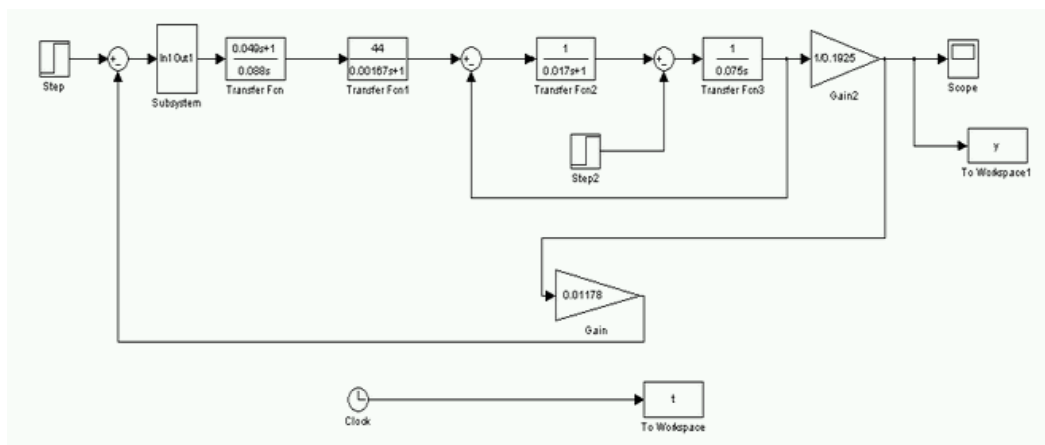 Step
+
-
In1 Out1
Subsystem
0.049s+1
0.088s
Transfer Fcn
44
0.00167s+1
Transfer Fcn1
+
-
1
0.017s+1
Transfer Fcn2
+
-
1
0.075s
Transfer Fcn3
1/0.1925
Gain2
Scope
y
To Workspace1
Step2
0.01178
Gain
Clock
t
To Workspace